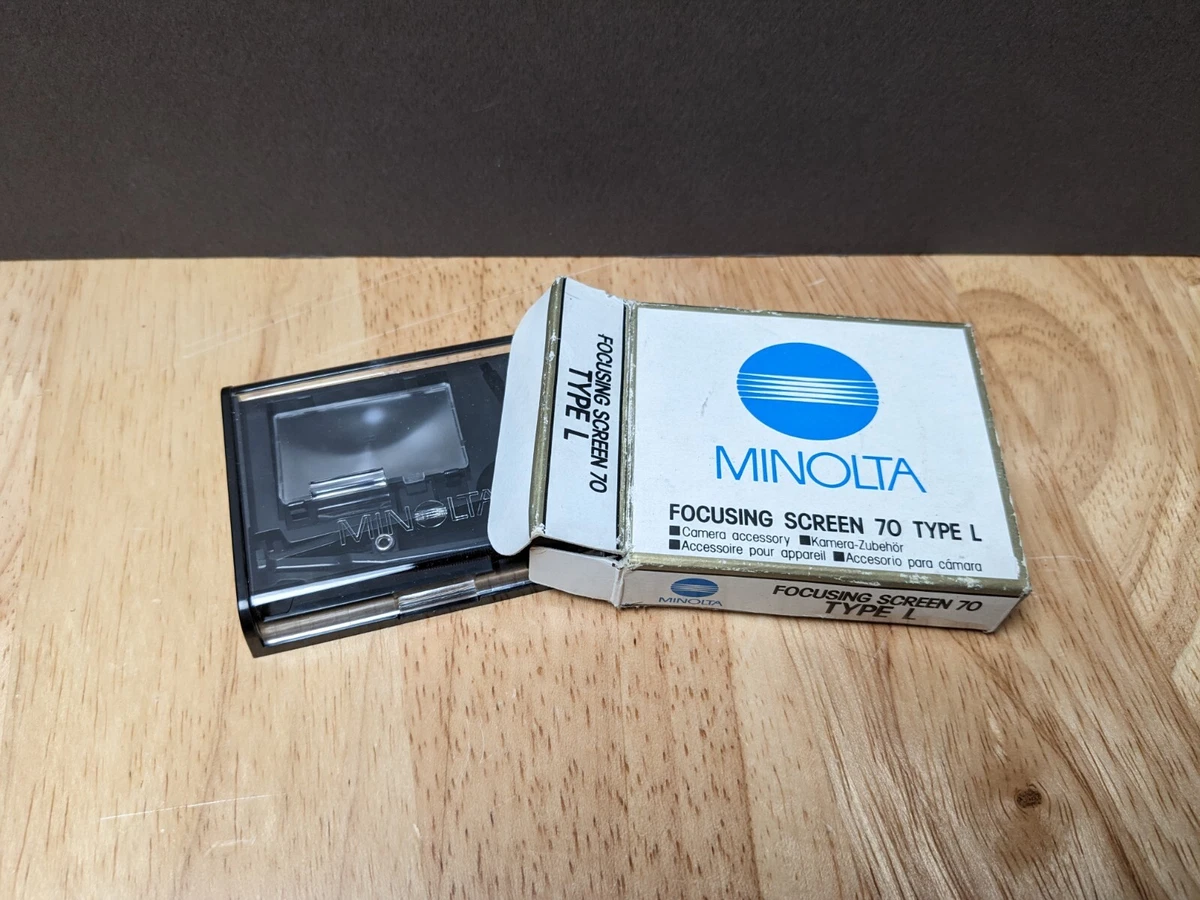 MINOLTA
FOCUSING SCREEN 70
TYPE L
MINOLTA
FOCUSING SCREEN 70 TYPE L
■Camera accessory ■Kamera-Zubehör
■Accessoire pour appareil ■Accesorio para cámara
MINOLTA
FOCUSING SCREEN 70
TYPE L